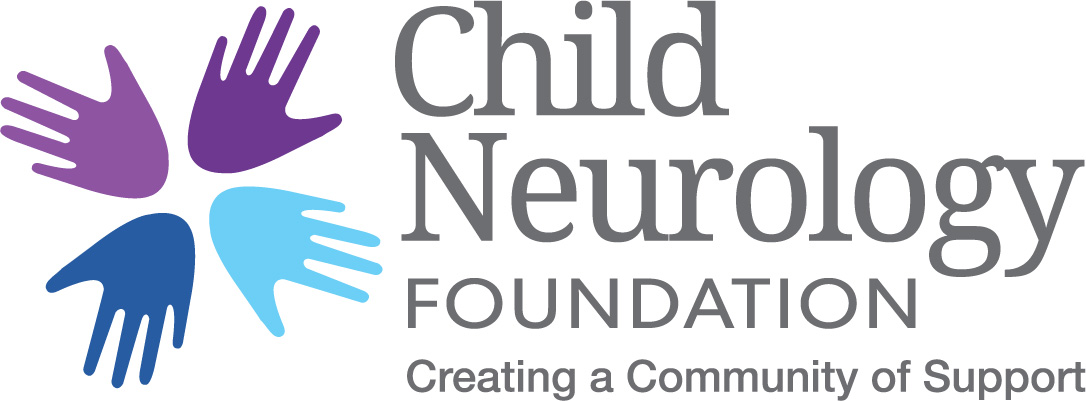 Child
Neurology
FOUNDATION
Creating a Community of Support